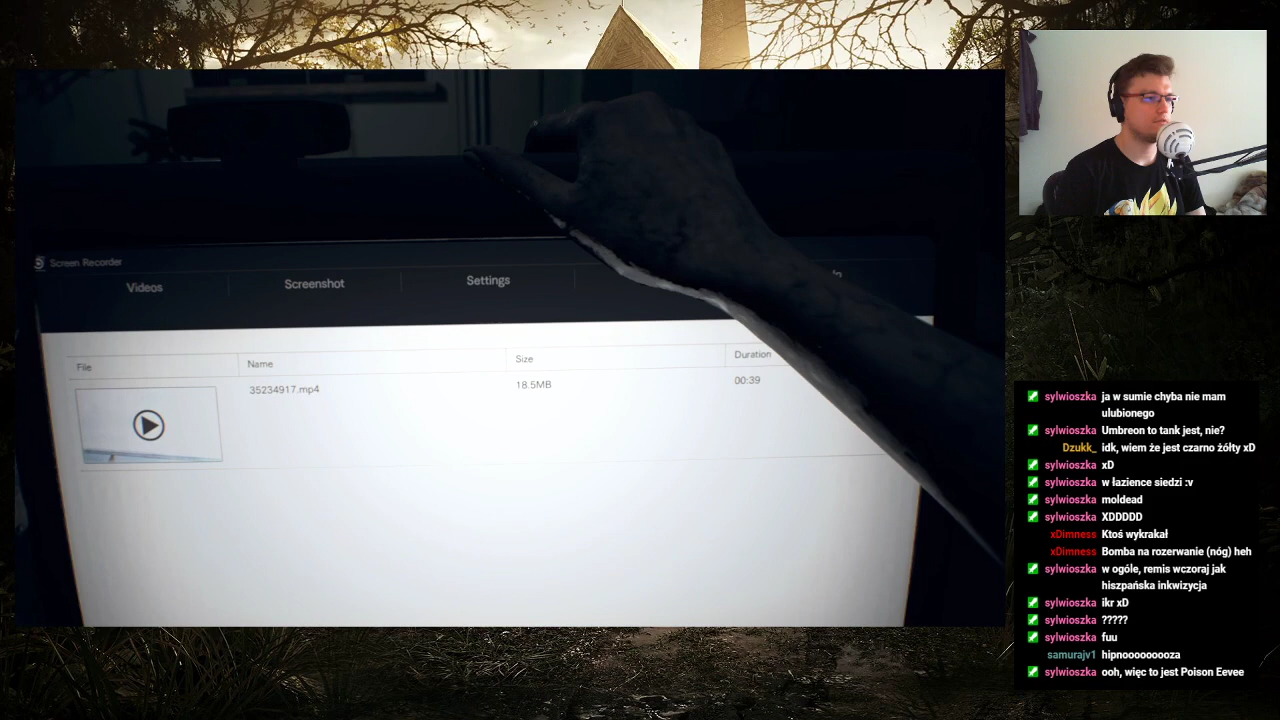 Screen Recorder
Videos
Screenshot
Settings
File
Name
Size
Duration
35234917.mp4
18.5MB
00:39
sylwioszka ja w sumie chyba nie mam
ulubionego
sylwioszka Umbreon to tank jest, nie?
Dzukk_ idk, wiem że jest czarno żółty xD
sylwioszka xD
sylwioszka w łazience siedzi :v
sylwioszka moldead
sylwioszka XDDDDD
xDimness Ktoś wykrakał
xDimness Bomba na rozerwanie (nóg) heh
sylwioszka w ogóle, remis wczoraj jak
hiszpańska inkwizycja
sylwioszka ikr xD
sylwioszka ?????
sylwioszka fuu
samurajv1 hipnoooooooza
sylwioszka ooh, więc to jest Poison Eevee